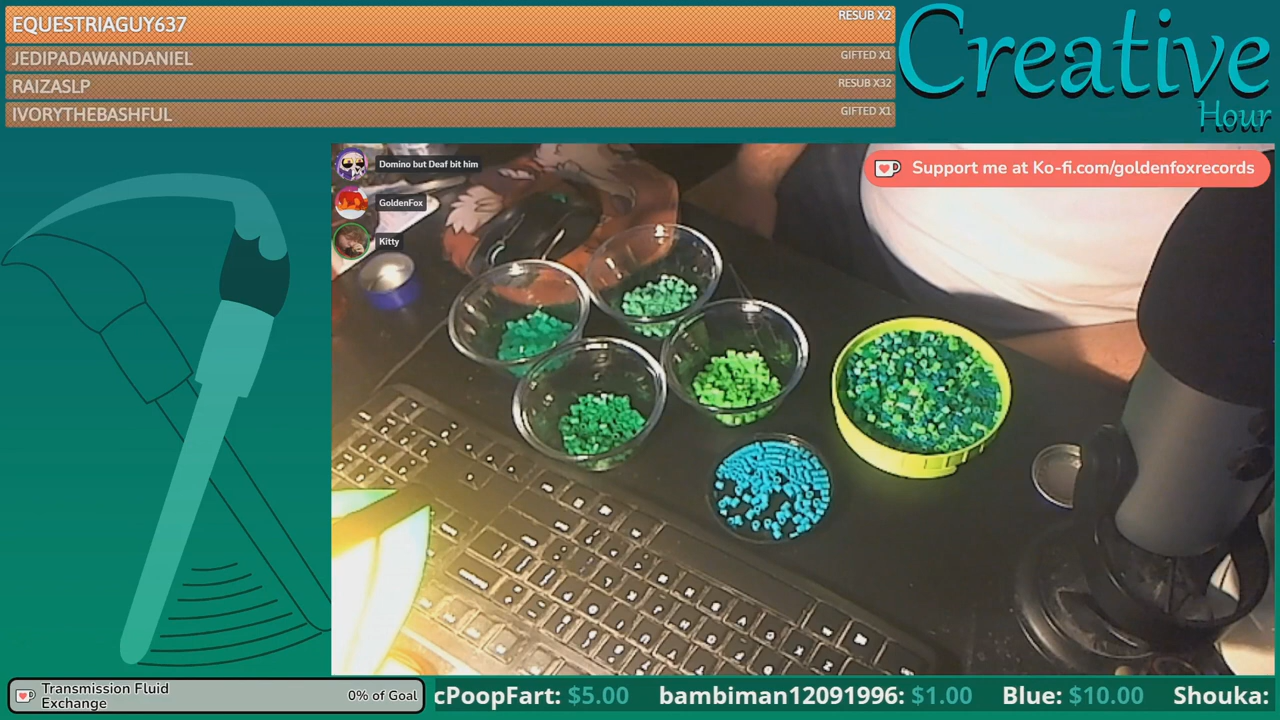 EQUESTRIAGUY637
RESUB X2
JEDIPADAWANDANIEL
GIFTED X1
RAIZASLP
RESUB X32
IVORYTHEBASHFUL
GIFTED X1
Creative
Hour
Domino but Deaf bit him
GoldenFox
Kitty
Support me at Ko-fi.com/goldenfoxrecords
Transmission Fluid
Exchange
0% of Goal
cPoopFart: $5.00 bambiman12091996: $1.00 Blue: $10.00 Shouka: